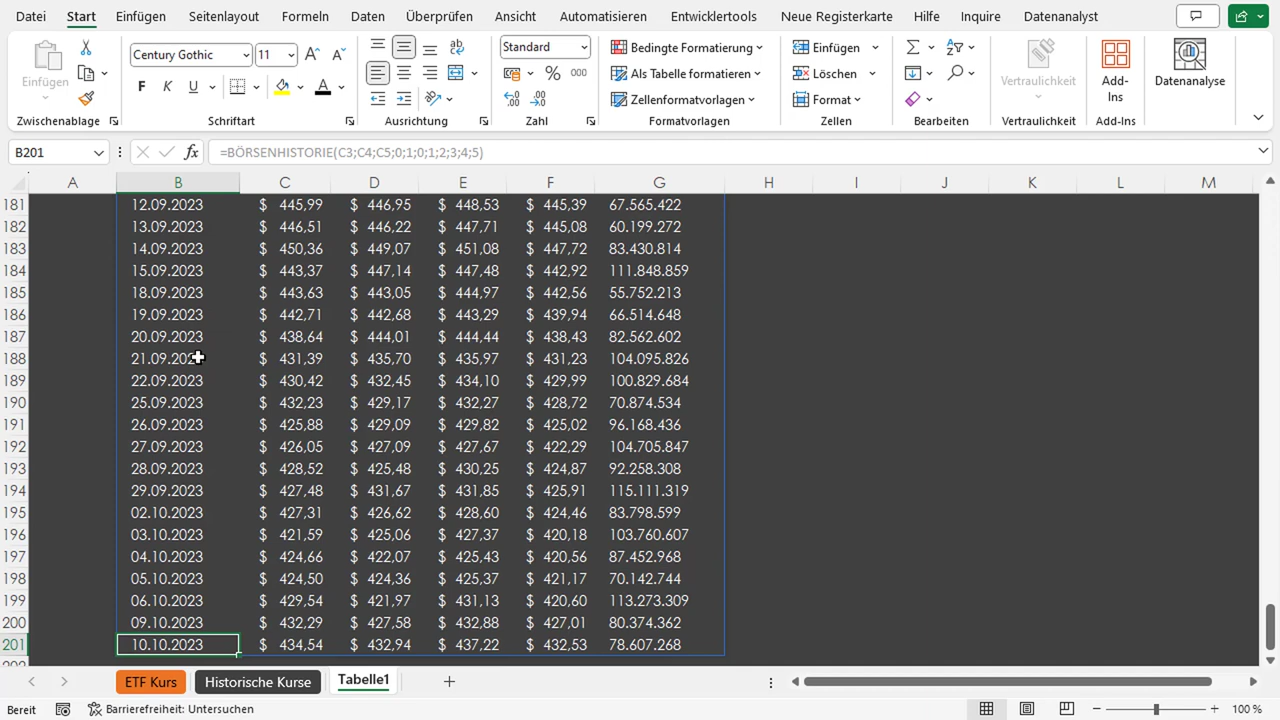 Datei Start Einfügen Seitenlayout Formeln Daten Überprüfen Ansicht Automatisieren Entwicklertools Neue Registerkarte Hilfe Inquire Datenanalyst
Einfügen
Zwischenablage
Century Gothic 11
F K U A
Schriftart
ab
Ausrichtung
Standard
% 000
Zahl
Bedingte Formatierung
Als Tabelle formatieren
Zellenformatvorlagen
Formatvorlagen
Einfügen
Löschen
Format
Zellen
Bearbeiten
Vertraulichkeit
Vertraulichkeit
Add-
Ins
Add-Ins
Datenanalyse
B201 fx =BÖRSENHISTORIE(C3;C4;C5;0;1;0;1;2;3;4;5)
A B C D E F G H I J K L M
181 12.09.2023 $ 445,99 $ 446,95 $ 448,53 $ 445,39 67.565.422
182 13.09.2023 $ 446,51 $ 446,22 $ 447,71 $ 445,08 60.199.272
183 14.09.2023 $ 450,36 $ 449,07 $ 451,08 $ 447,72 83.430.814
184 15.09.2023 $ 443,37 $ 447,14 $ 447,48 $ 442,92 111.848.859
185 18.09.2023 $ 443,63 $ 443,05 $ 444,97 $ 442,56 55.752.213
186 19.09.2023 $ 442,71 $ 442,68 $ 443,29 $ 439,94 66.514.648
187 20.09.2023 $ 438,64 $ 444,01 $ 444,44 $ 438,43 82.562.602
188 21.09.2023 $ 431,39 $ 435,70 $ 435,97 $ 431,23 104.095.826
189 22.09.2023 $ 430,42 $ 432,45 $ 434,10 $ 429,99 100.829.684
190 25.09.2023 $ 432,23 $ 429,17 $ 432,27 $ 428,72 70.874.534
191 26.09.2023 $ 425,88 $ 429,09 $ 429,82 $ 425,02 96.168.436
192 27.09.2023 $ 426,05 $ 427,09 $ 427,67 $ 422,29 104.705.847
193 28.09.2023 $ 428,52 $ 425,48 $ 430,25 $ 424,87 92.258.308
194 29.09.2023 $ 427,48 $ 431,67 $ 431,85 $ 425,91 115.111.319
195 02.10.2023 $ 427,31 $ 426,62 $ 428,60 $ 424,46 83.798.599
196 03.10.2023 $ 421,59 $ 425,06 $ 427,37 $ 420,18 103.760.607
197 04.10.2023 $ 424,66 $ 422,07 $ 425,43 $ 420,56 87.452.968
198 05.10.2023 $ 424,50 $ 424,36 $ 425,37 $ 421,17 70.142.744
199 06.10.2023 $ 429,54 $ 421,97 $ 431,13 $ 420,60 113.273.309
200 09.10.2023 $ 432,29 $ 427,58 $ 432,88 $ 427,01 80.374.362
201 10.10.2023 $ 434,54 $ 432,94 $ 437,22 $ 432,53 78.607.268
ETF Kurs Historische Kurse Tabelle1
Bereit Barrierefreiheit: Untersuchen 100 %